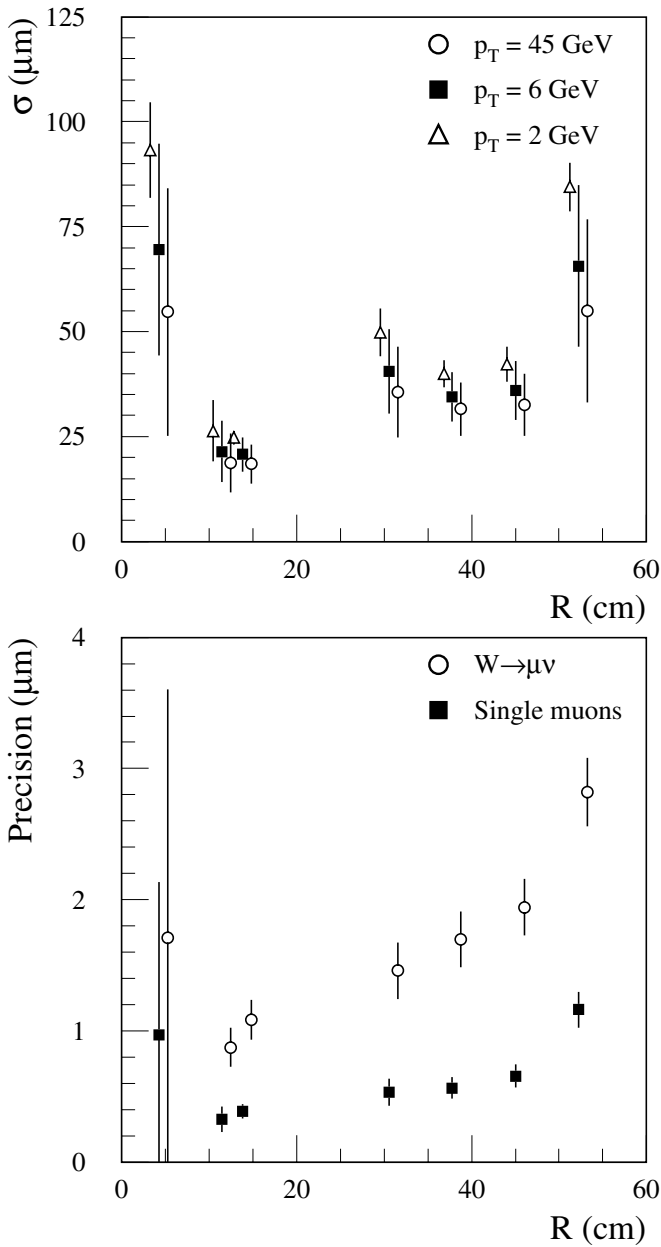 σ (μm)
150
125
100
75
50
25
0
p_T = 45 GeV
p_T = 6 GeV
p_T = 2 GeV
0 20 40 60
R (cm)
Precision (μm)
4
3
2
1
0
W→μν
Single muons
0 20 40 60
R (cm)